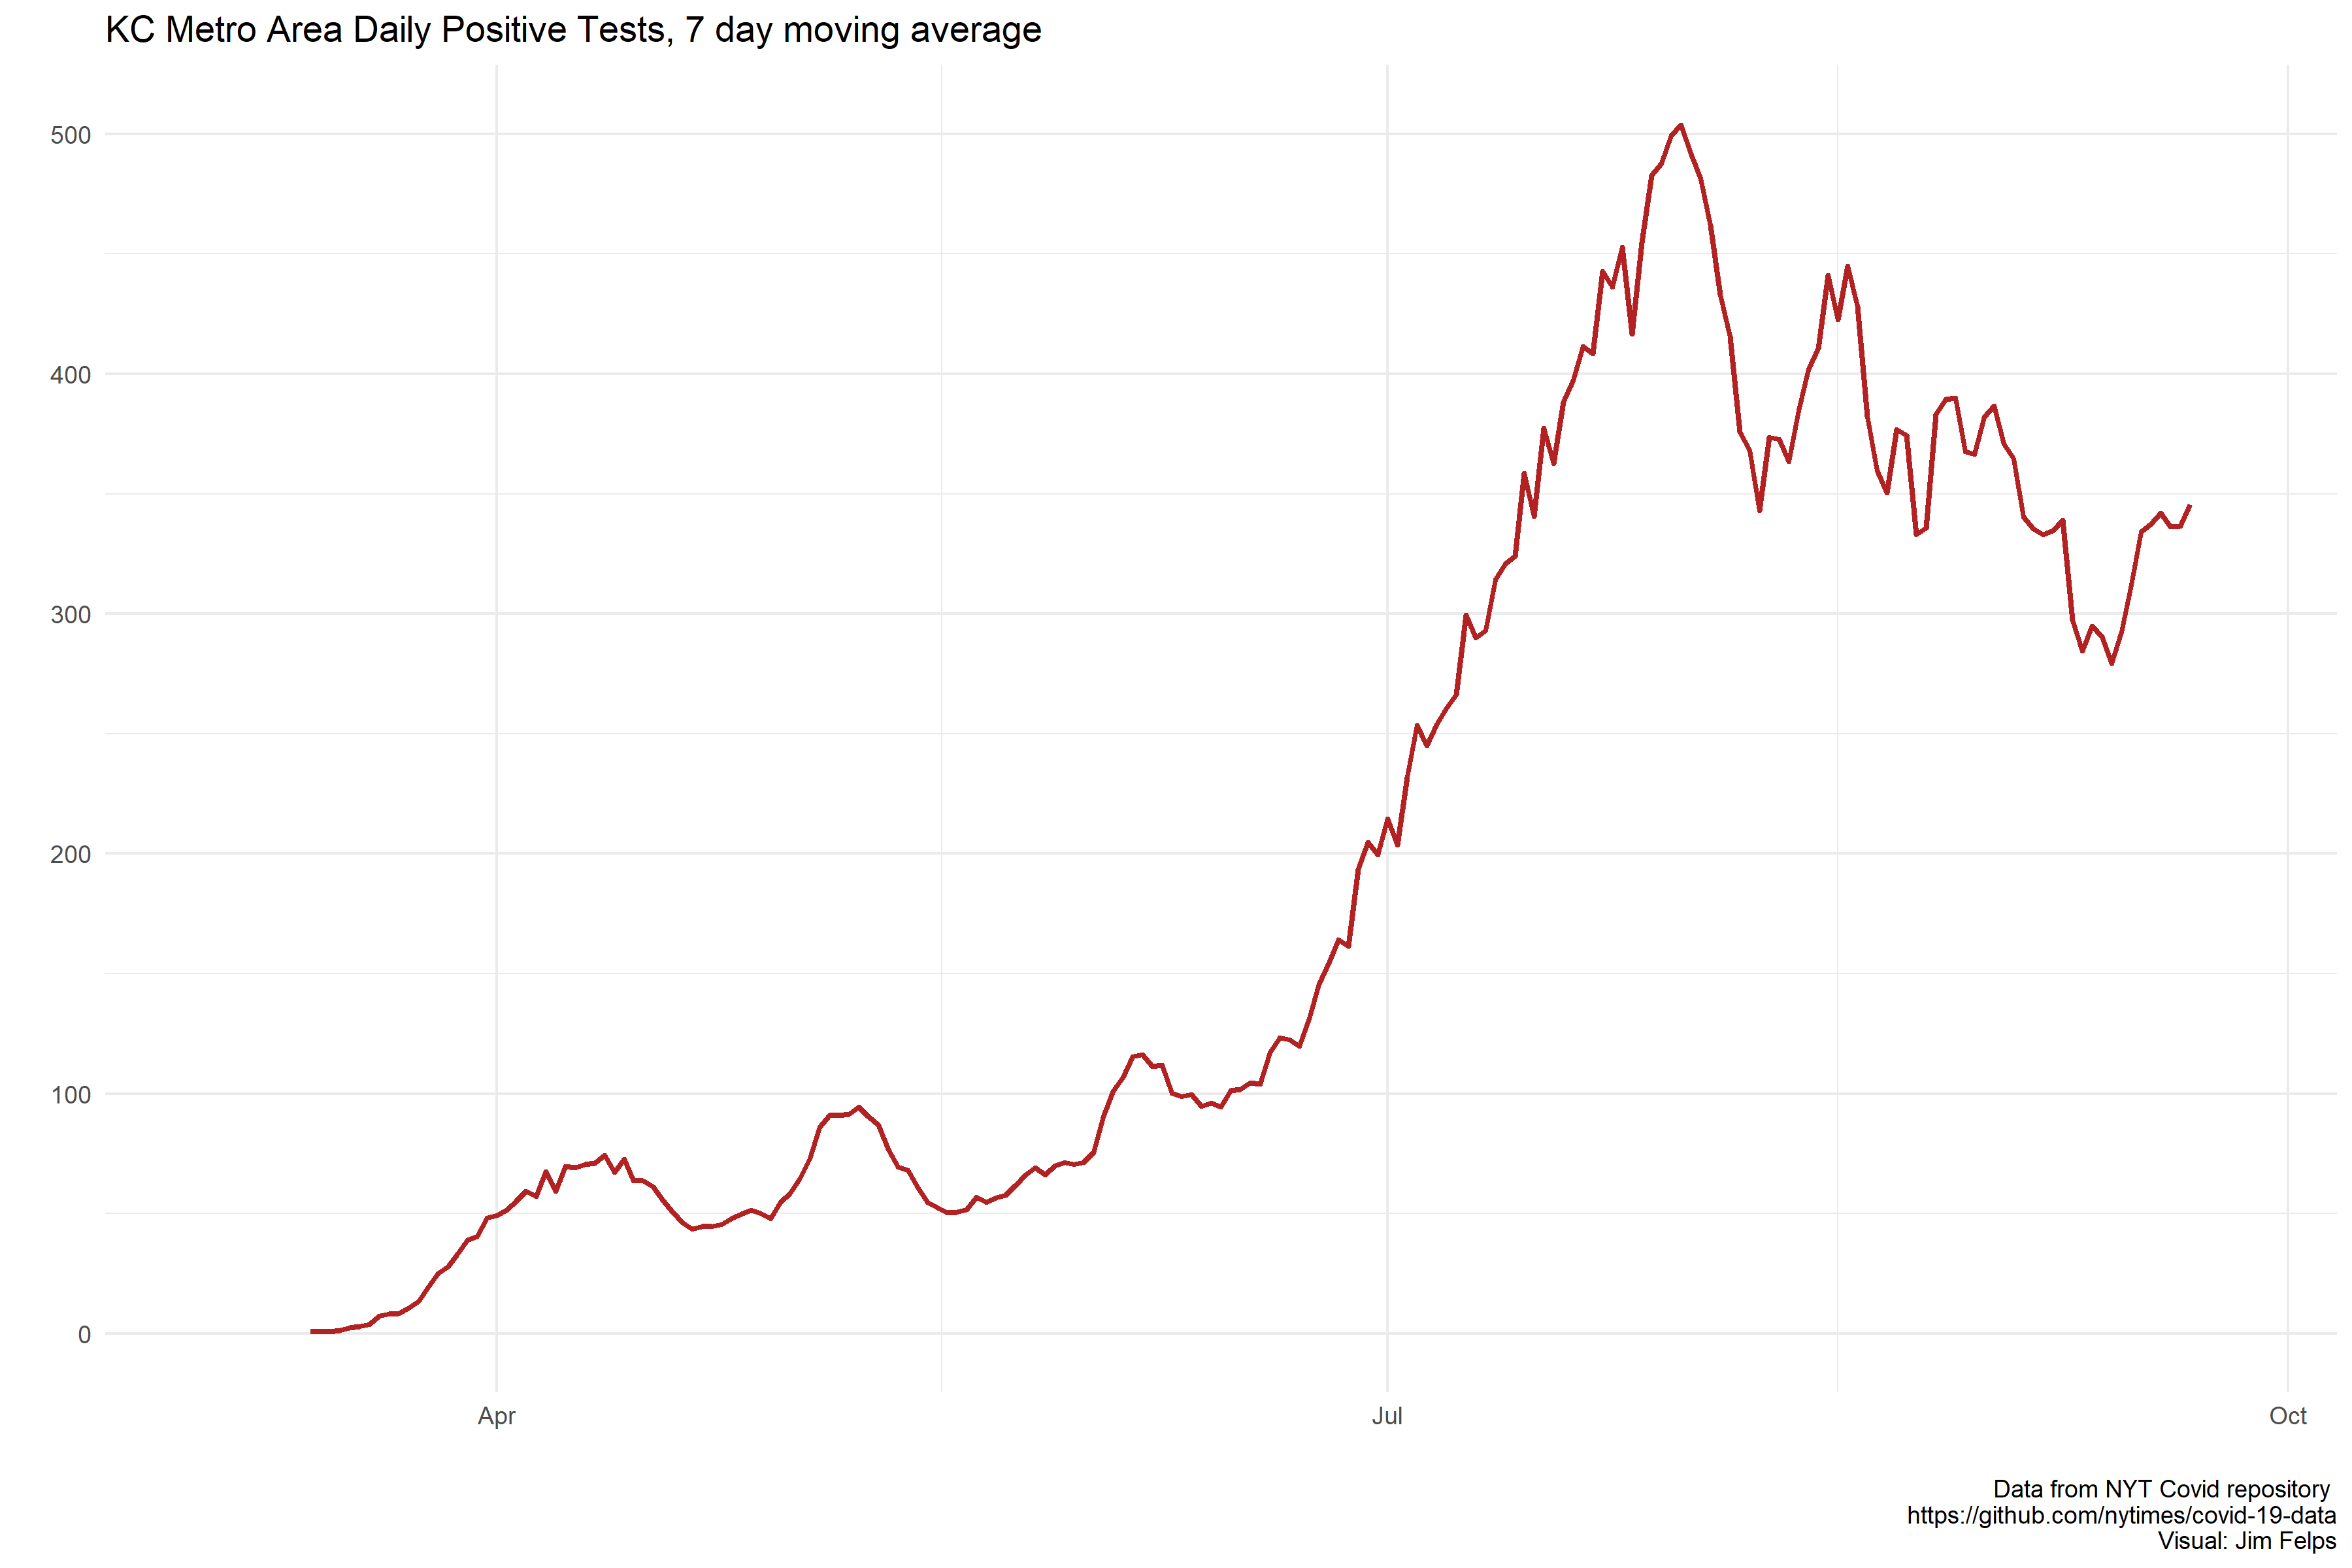 KC Metro Area Daily Positive Tests, 7 day moving average
500
400
300
200
100
0
Apr
Jul
Oct
Data from NYT Covid repository
https://github.com/nytimes/covid-19-data
Visual: Jim Felps